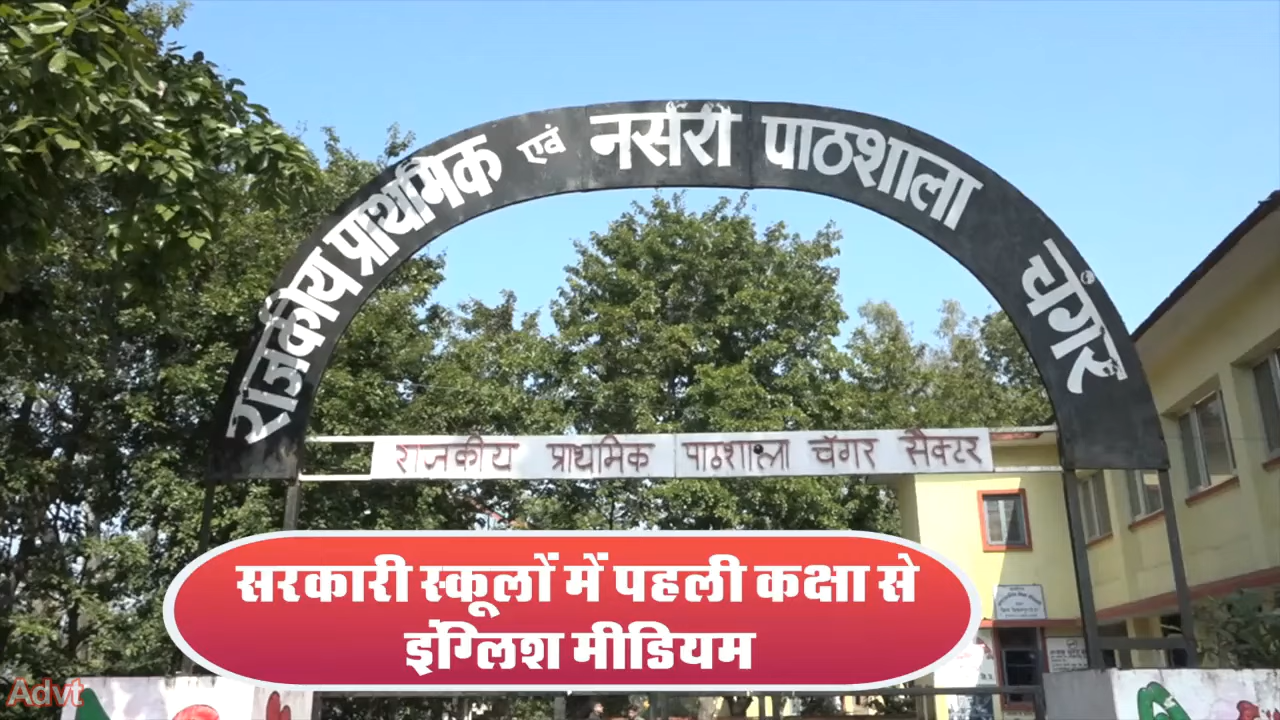 राजकीय प्राथमिक एवं नर्सरी पाठशाला चंगर
राजकीय प्राथमिक पाठशाला चँगर सैक्टर
सरकारी स्कूलों में पहली कक्षा से
इंग्लिश मीडियम
Advt